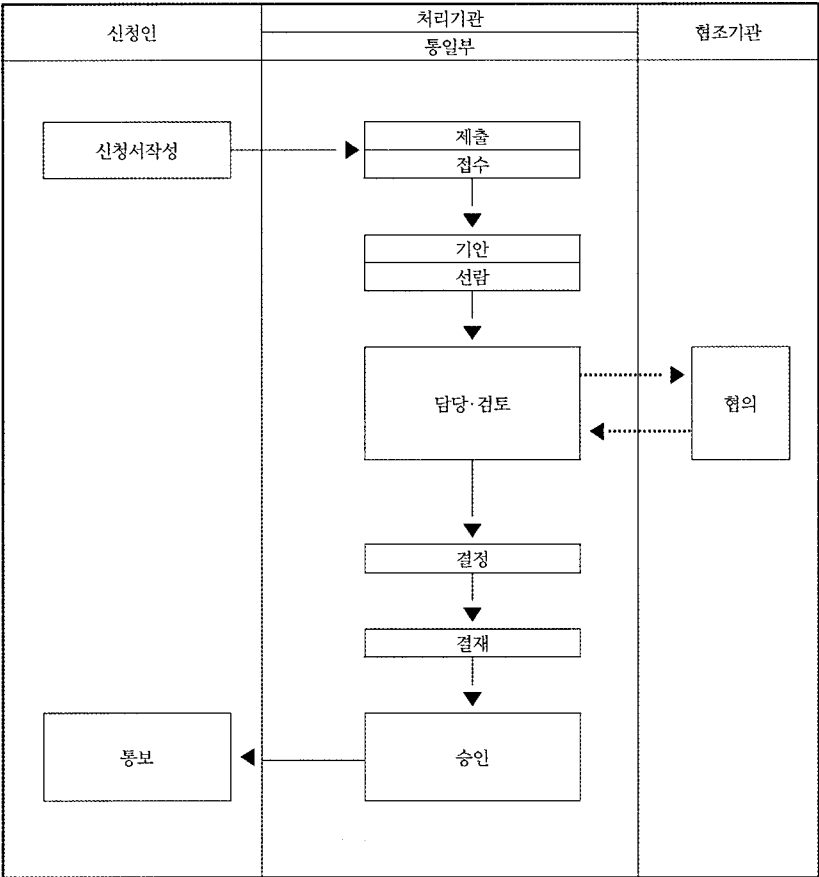 신청인
처리기관
통일부
협조기관
신청서작성
제출
접수
기안
선람
담당·검토
협의
결정
결재
통보
승인